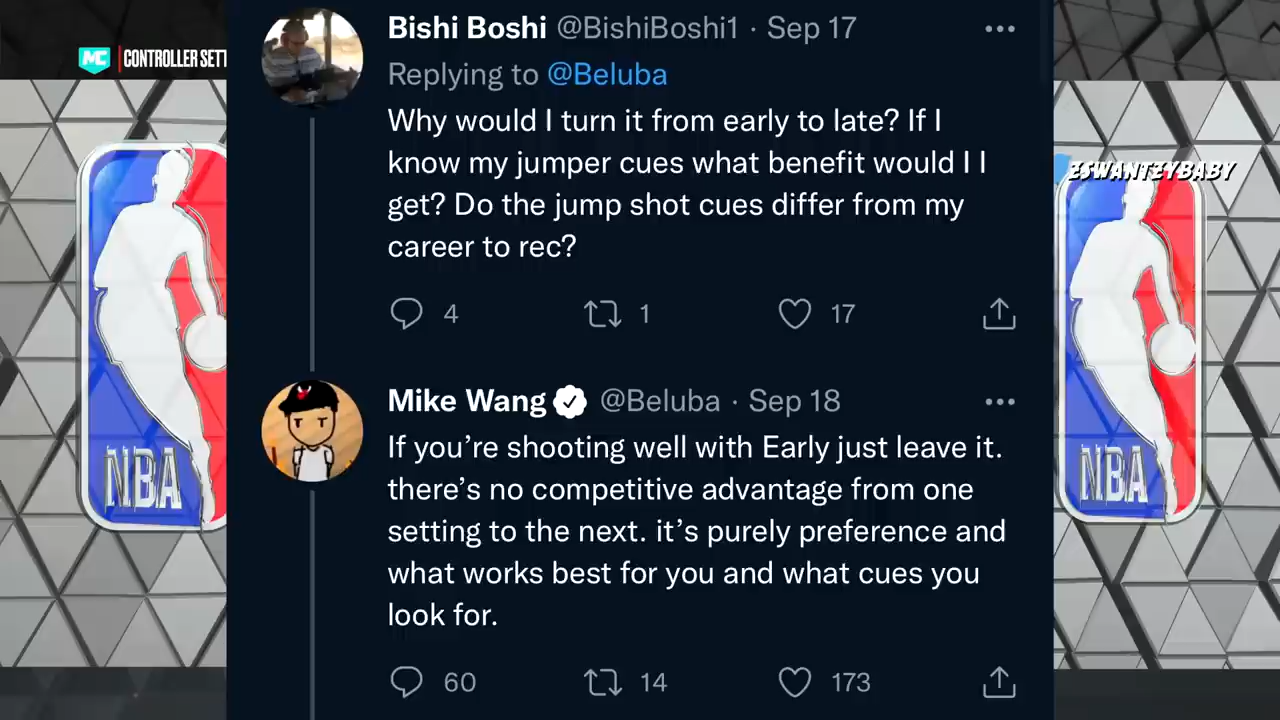 Bishi Boshi @BishiBoshi1 · Sep 17
MC CONTROLLER SETT
Replying to @Beluba
Why would I turn it from early to late? If I
know my jumper cues what benefit would I I
get? Do the jump shot cues differ from my
career to rec?
2SWANTZYBABY
4 1 17
Mike Wang @Beluba · Sep 18
If you're shooting well with Early just leave it.
there's no competitive advantage from one
setting to the next. it's purely preference and
what works best for you and what cues you
look for.
NBA
NBA
60 14 173